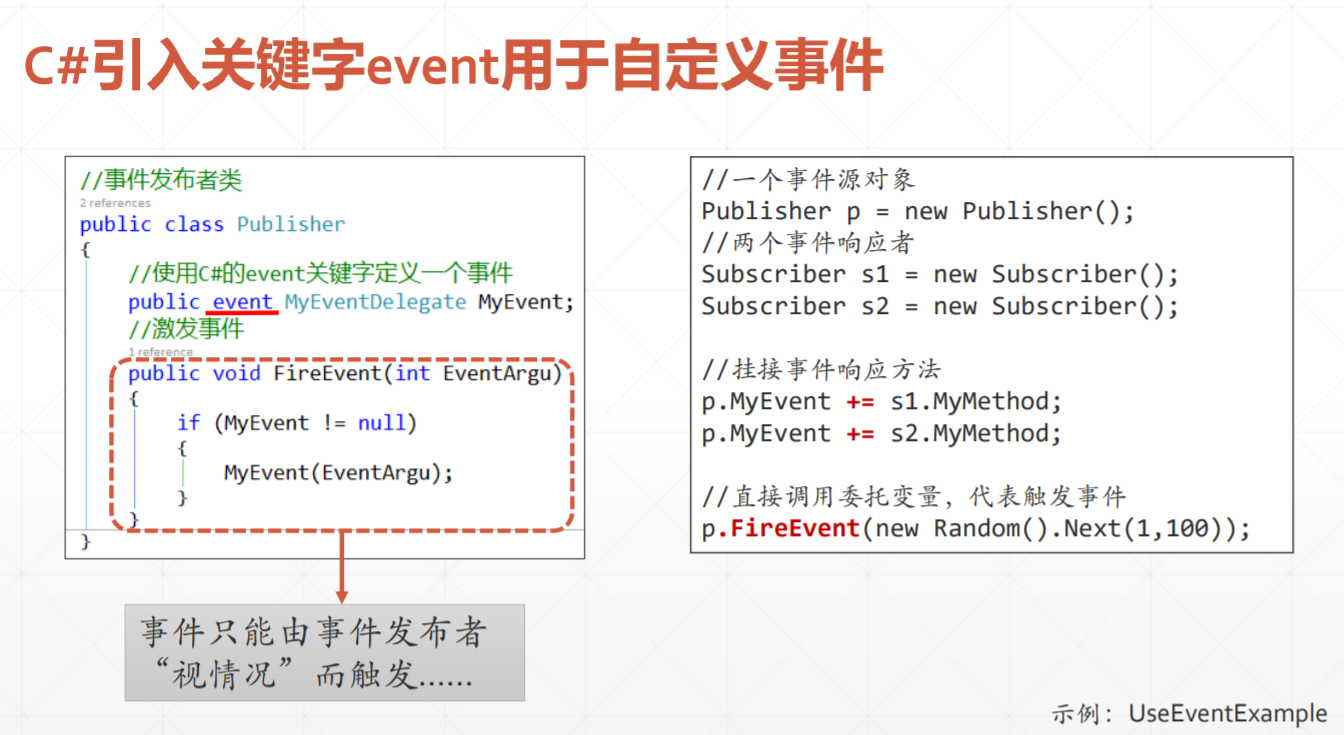 C#引入关键字event用于自定义事件
//事件发布者类
2 references
public class Publisher
{
//使用C#的event关键字定义一个事件
public event MyEventDelegate MyEvent;
//激发事件
1 reference
public void FireEvent(int EventArgu)
{
if (MyEvent != null)
{
MyEvent(EventArgu);
}
}
}
事件只能由事件发布者
“视情况”而触发……
//一个事件源对象
Publisher p = new Publisher();
//两个事件响应者
Subscriber s1 = new Subscriber();
Subscriber s2 = new Subscriber();
//挂接事件响应方法
p.MyEvent += s1.MyMethod;
p.MyEvent += s2.MyMethod;
//直接调用委托变量，代表触发事件
p.FireEvent(new Random().Next(1,100));
示例：UseEventExample